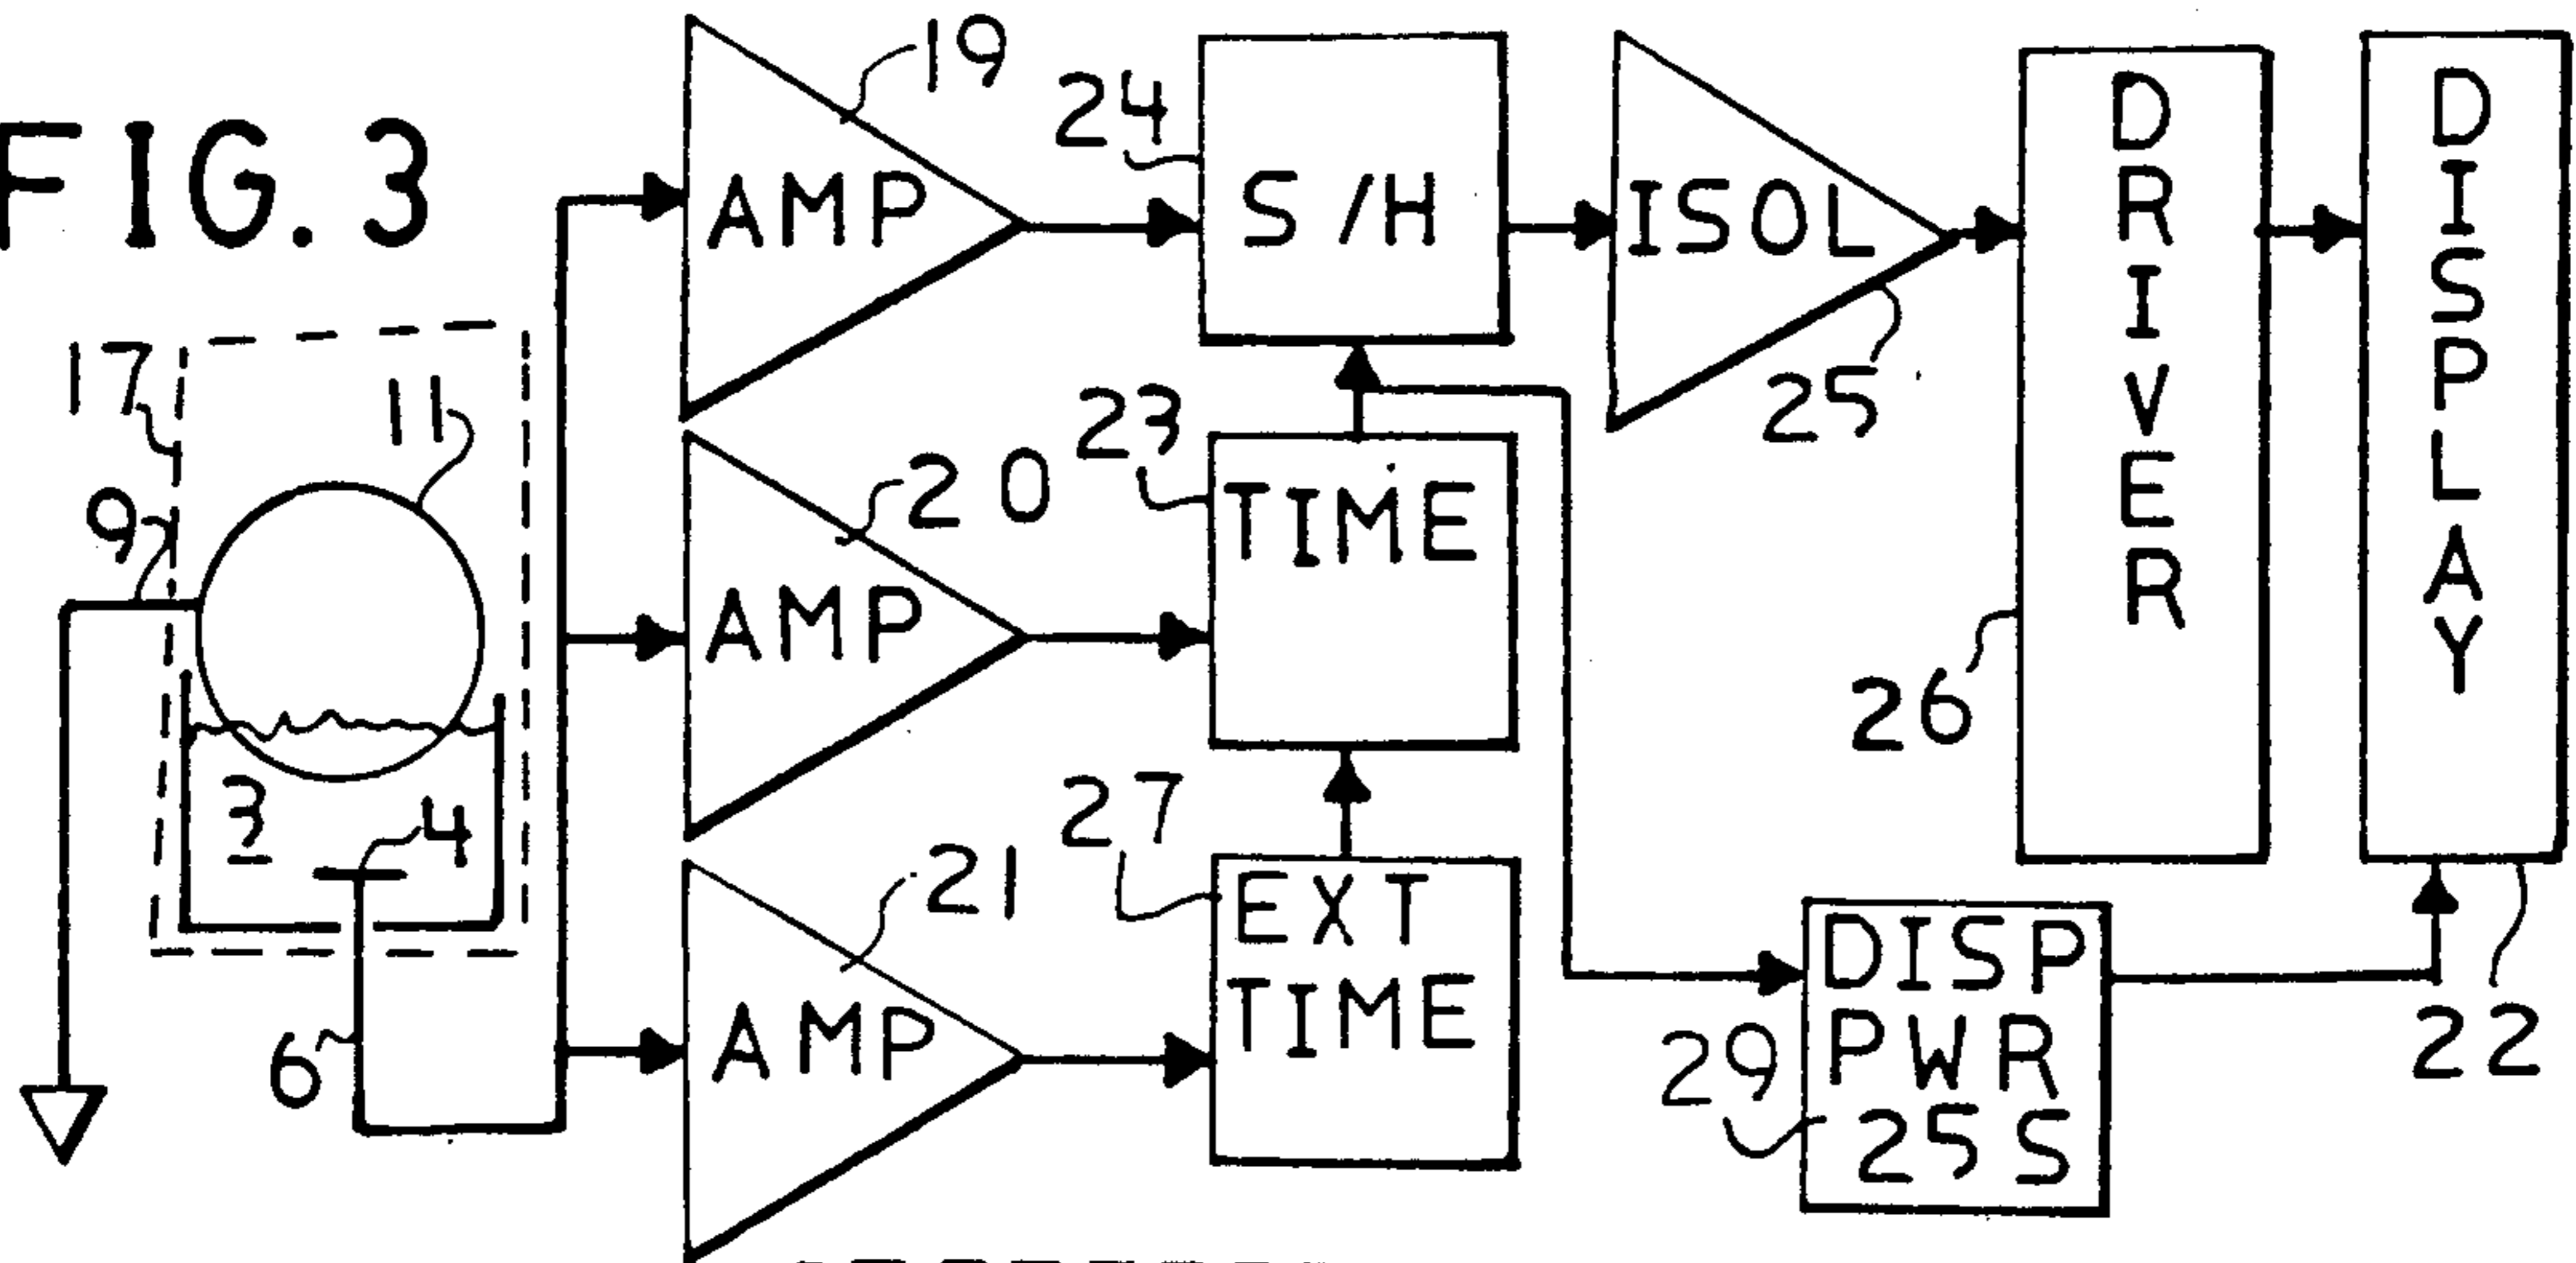 FIG. 3
17
11
9
3
4
6
19
AMP
20
AMP
21
AMP
24
S/H
23
TIME
27
EXT
TIME
ISOL
25
DRIVER
26
DISPLAY
22
DISP
PWR
25S
29